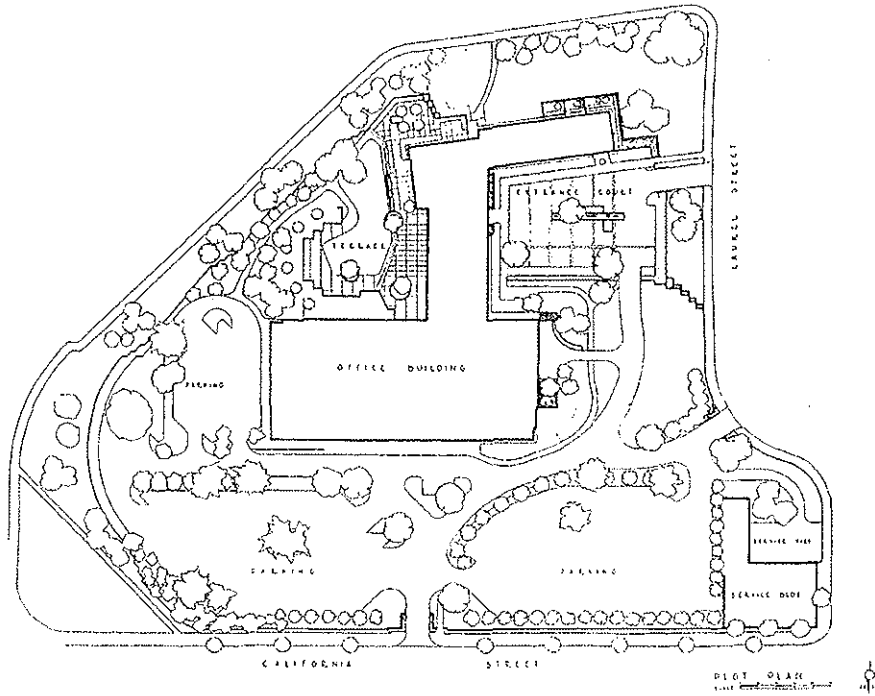 ENTRANCE COURT
LAUREL STREET
TERRACE
OFFICE BUILDING
PARKING
PARKING
PARKING
SERVICE BLDG
CALIFORNIA STREET
PLOT PLAN